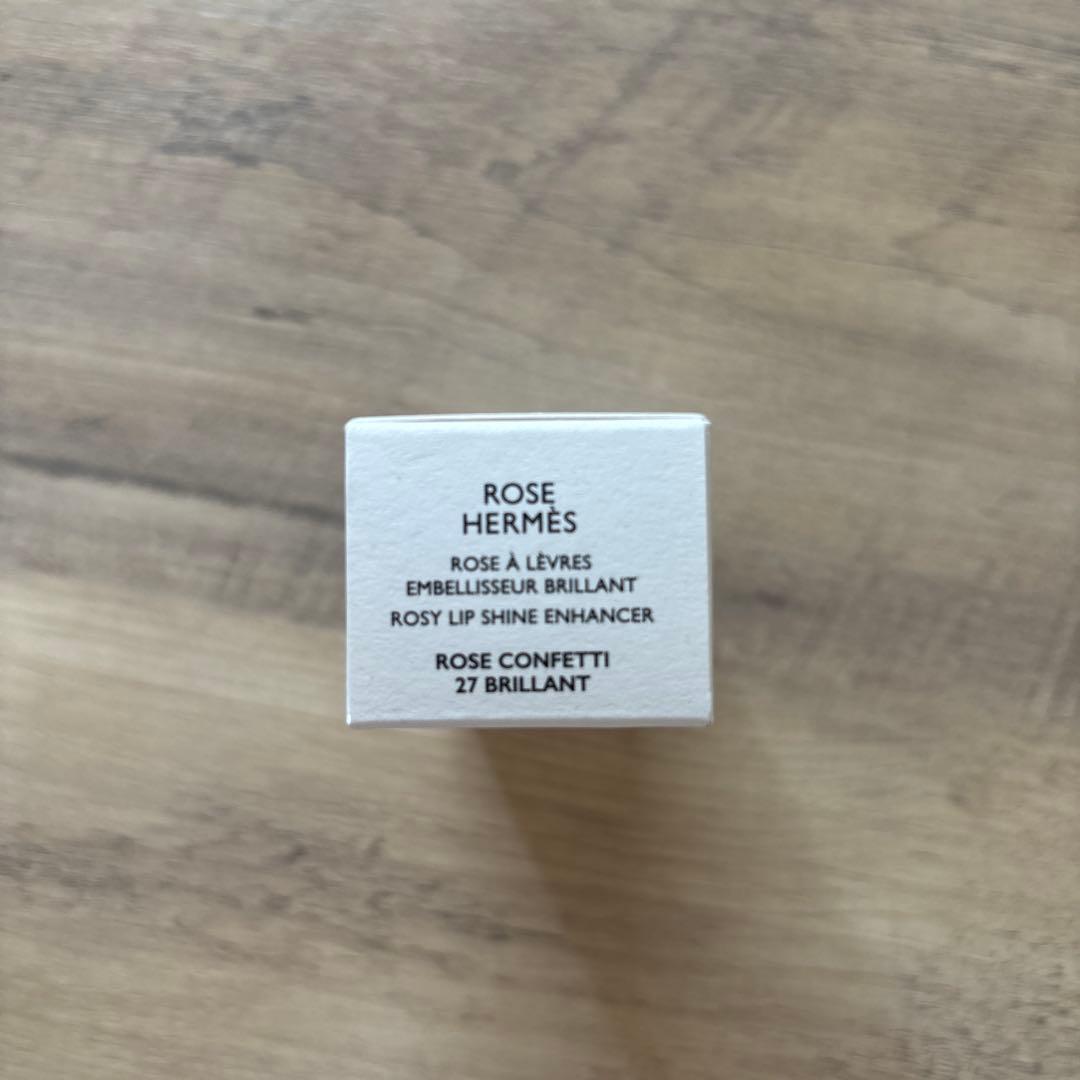 ROSE
HERMÈS
ROSE À LÈVRES
EMBELLISSEUR BRILLANT
ROSY LIP SHINE ENHANCER
ROSE CONFETTI
27 BRILLANT